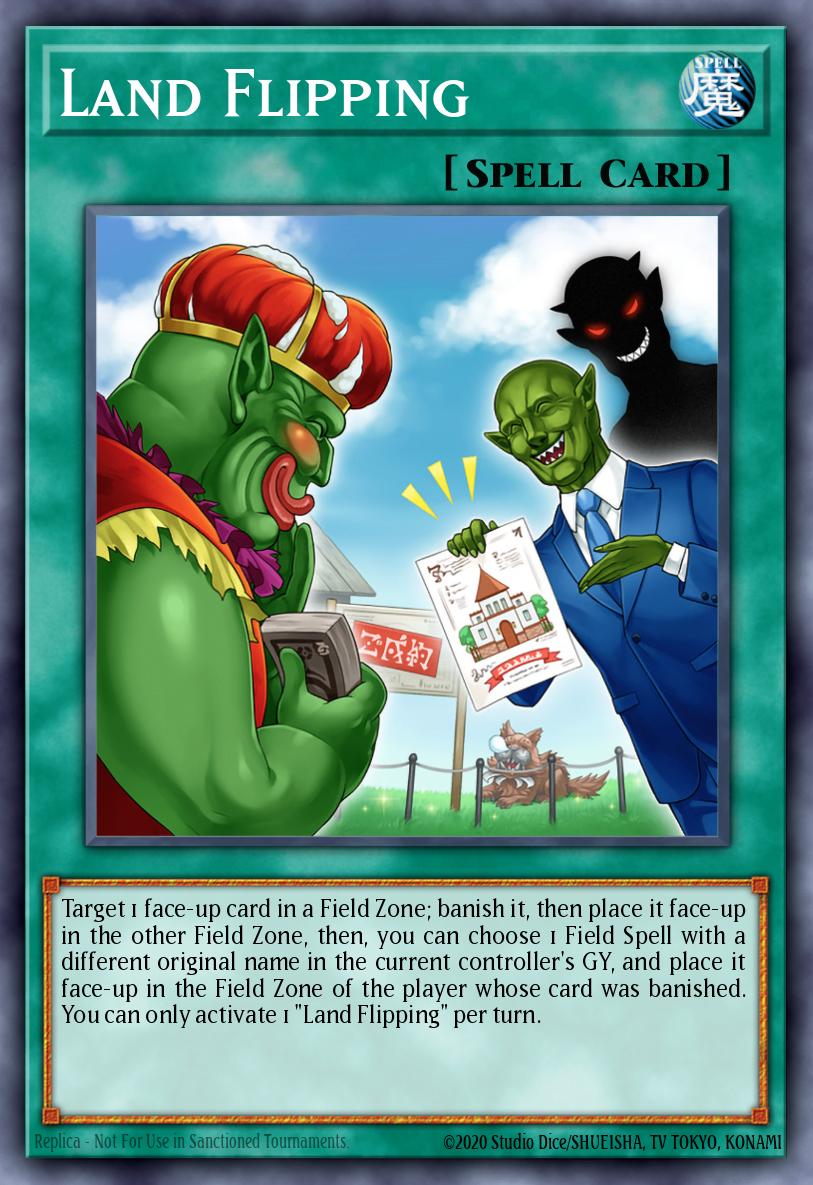 Land Flipping
SPELL
魔
[Spell Card]
Target 1 face-up card in a Field Zone; banish it, then place it face-up
in the other Field Zone, then, you can choose 1 Field Spell with a
different original name in the current controller's GY, and place it
face-up in the Field Zone of the player whose card was banished.
You can only activate 1 "Land Flipping" per turn.
Replica - Not For Use in Sanctioned Tournaments.
©2020 Studio Dice/SHUEISHA, TV TOKYO, KONAMI